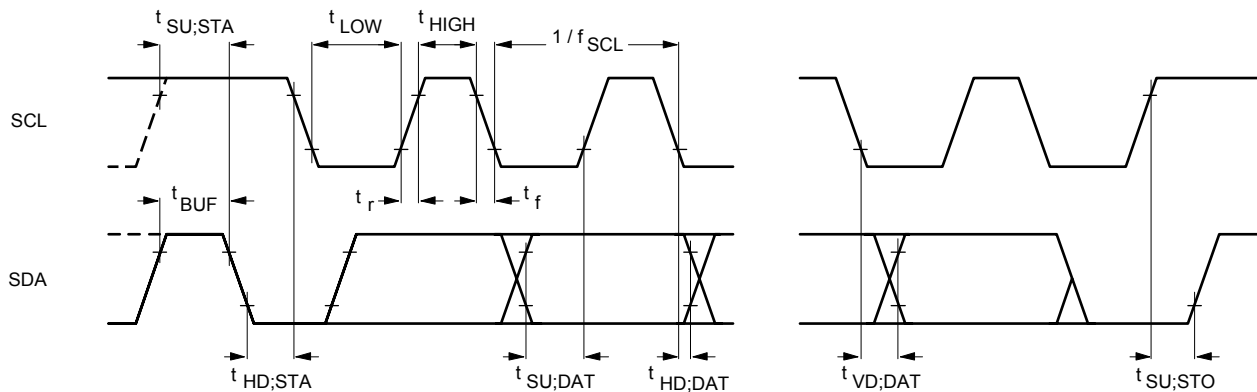 t SU;STA
t LOW
t HIGH
1 / f SCL
SCL
t BUF
t r
t f
SDA
t HD;STA
t SU;DAT
t HD;DAT
t VD;DAT
t SU;STO